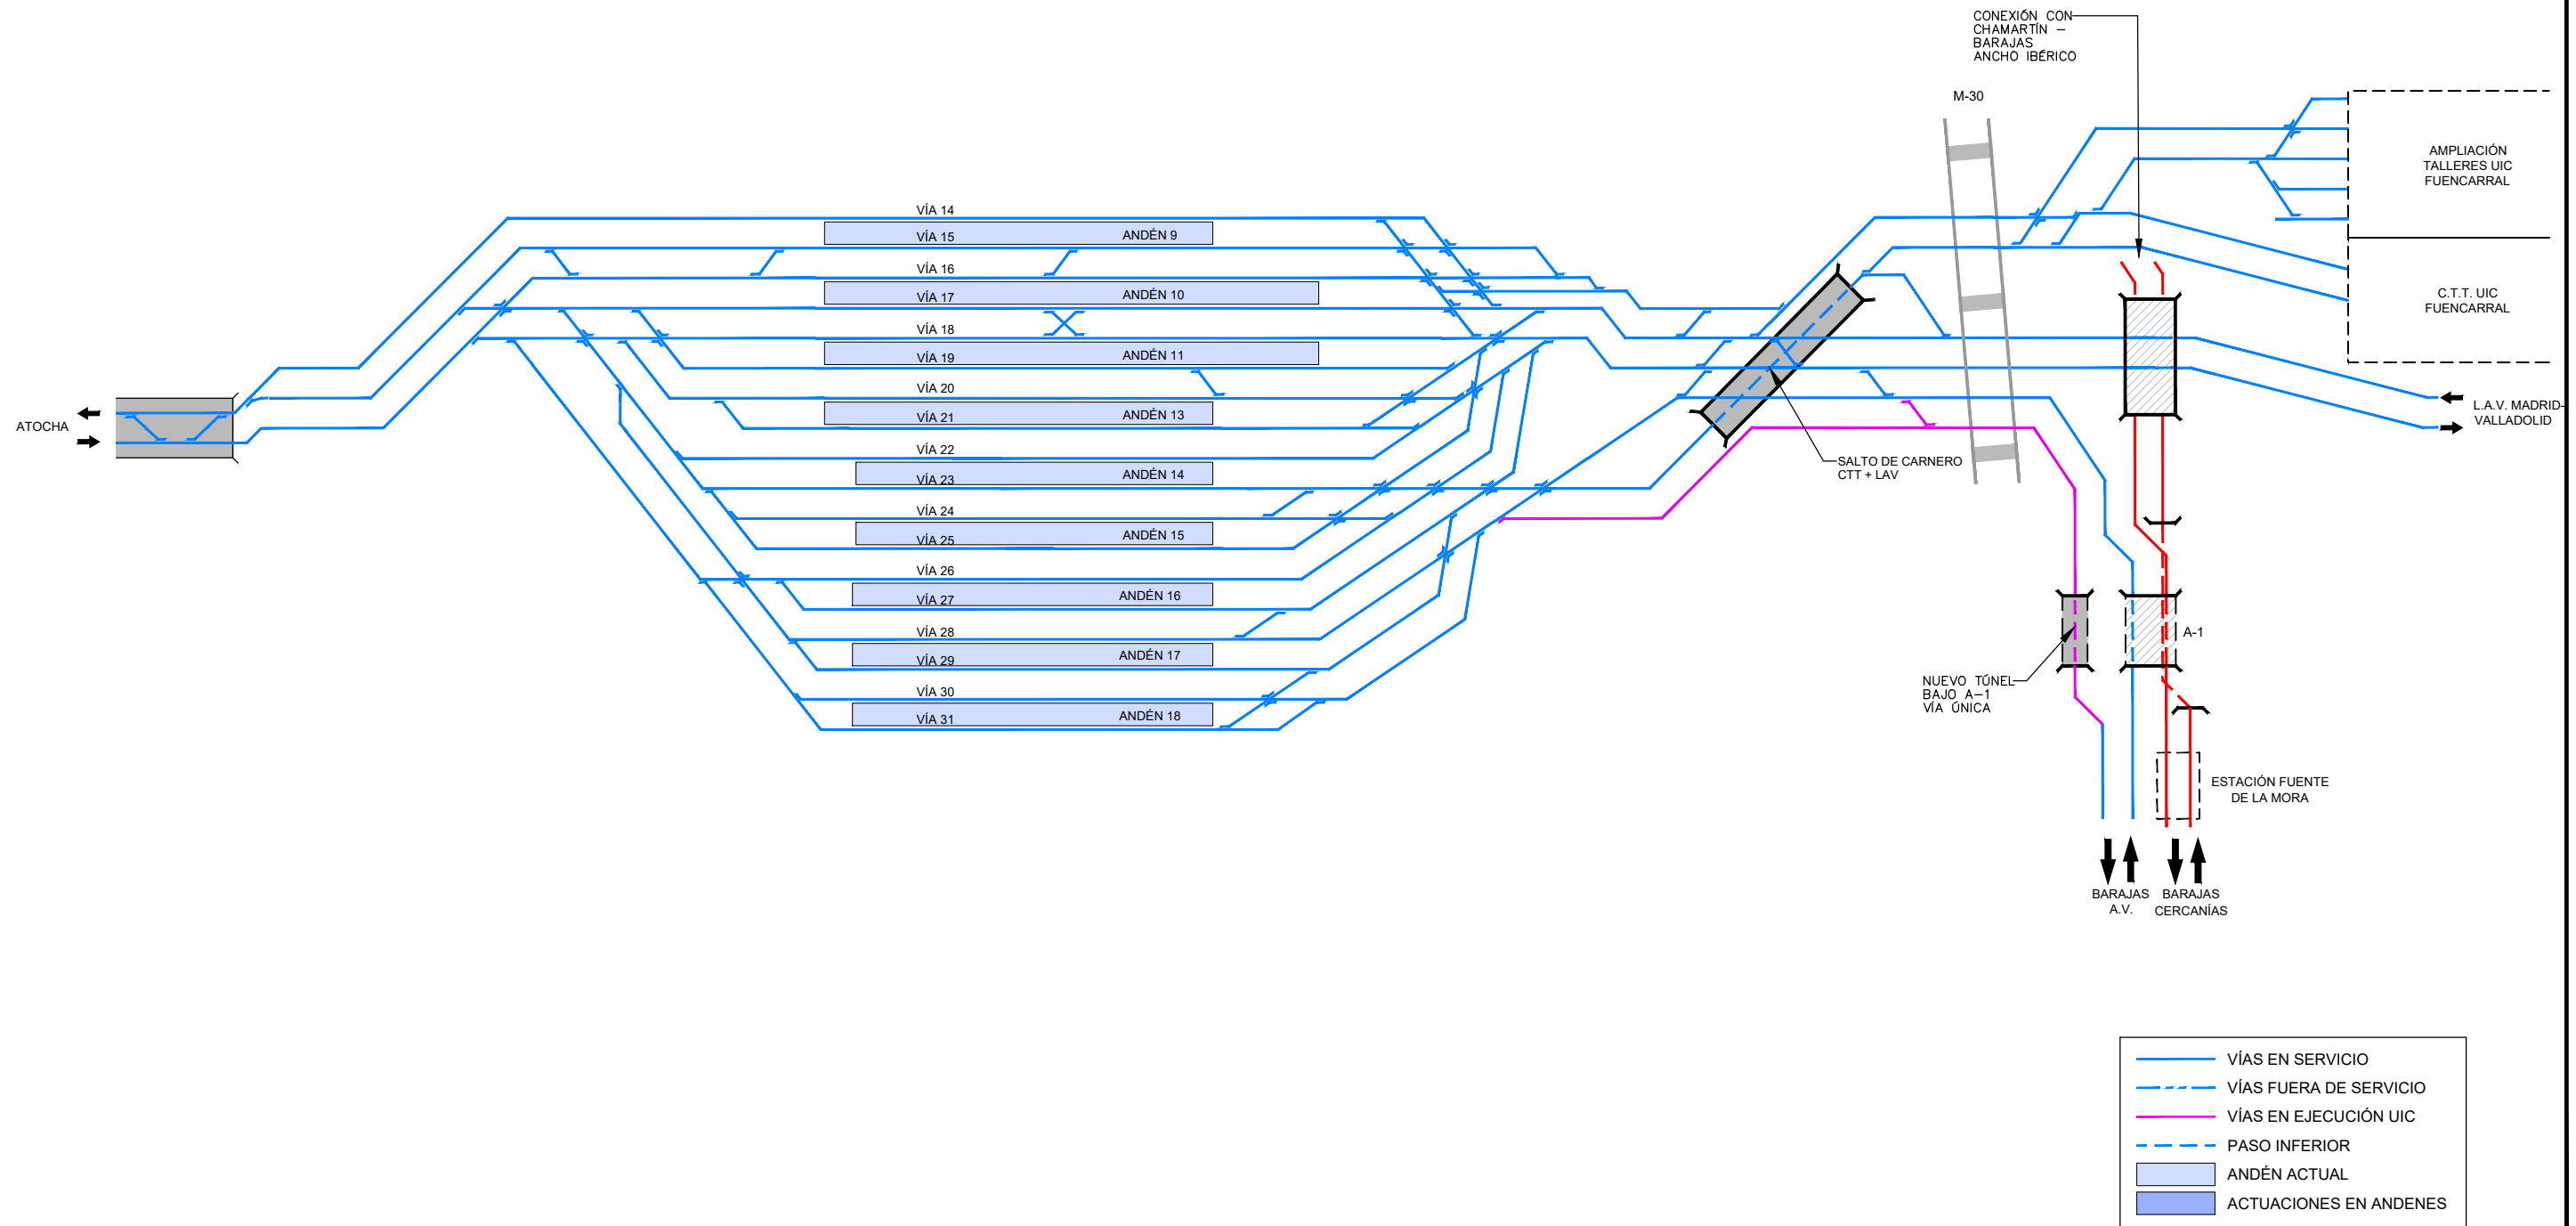 CONEXIÓN CON
CHAMARTÍN –
BARAJAS
ANCHO IBÉRICO
M-30
AMPLIACIÓN
TALLERES UIC
FUENCARRAL
C.T.T. UIC
FUENCARRAL
VÍA 14
VÍA 15 ANDÉN 9
VÍA 16
VÍA 17 ANDÉN 10
VÍA 18
VÍA 19 ANDÉN 11
VÍA 20
VÍA 21 ANDÉN 13
VÍA 22
VÍA 23 ANDÉN 14
VÍA 24
VÍA 25 ANDÉN 15
VÍA 26
VÍA 27 ANDÉN 16
VÍA 28
VÍA 29 ANDÉN 17
VÍA 30
VÍA 31 ANDÉN 18
ATOCHA
L.A.V. MADRID-
VALLADOLID
SALTO DE CARNERO
CTT + LAV
A-1
NUEVO TÚNEL
BAJO A–1
VÍA ÚNICA
ESTACIÓN FUENTE
DE LA MORA
BARAJAS
A.V.
BARAJAS
CERCANÍAS
VÍAS EN SERVICIO
VÍAS FUERA DE SERVICIO
VÍAS EN EJECUCIÓN UIC
PASO INFERIOR
ANDÉN ACTUAL
ACTUACIONES EN ANDENES